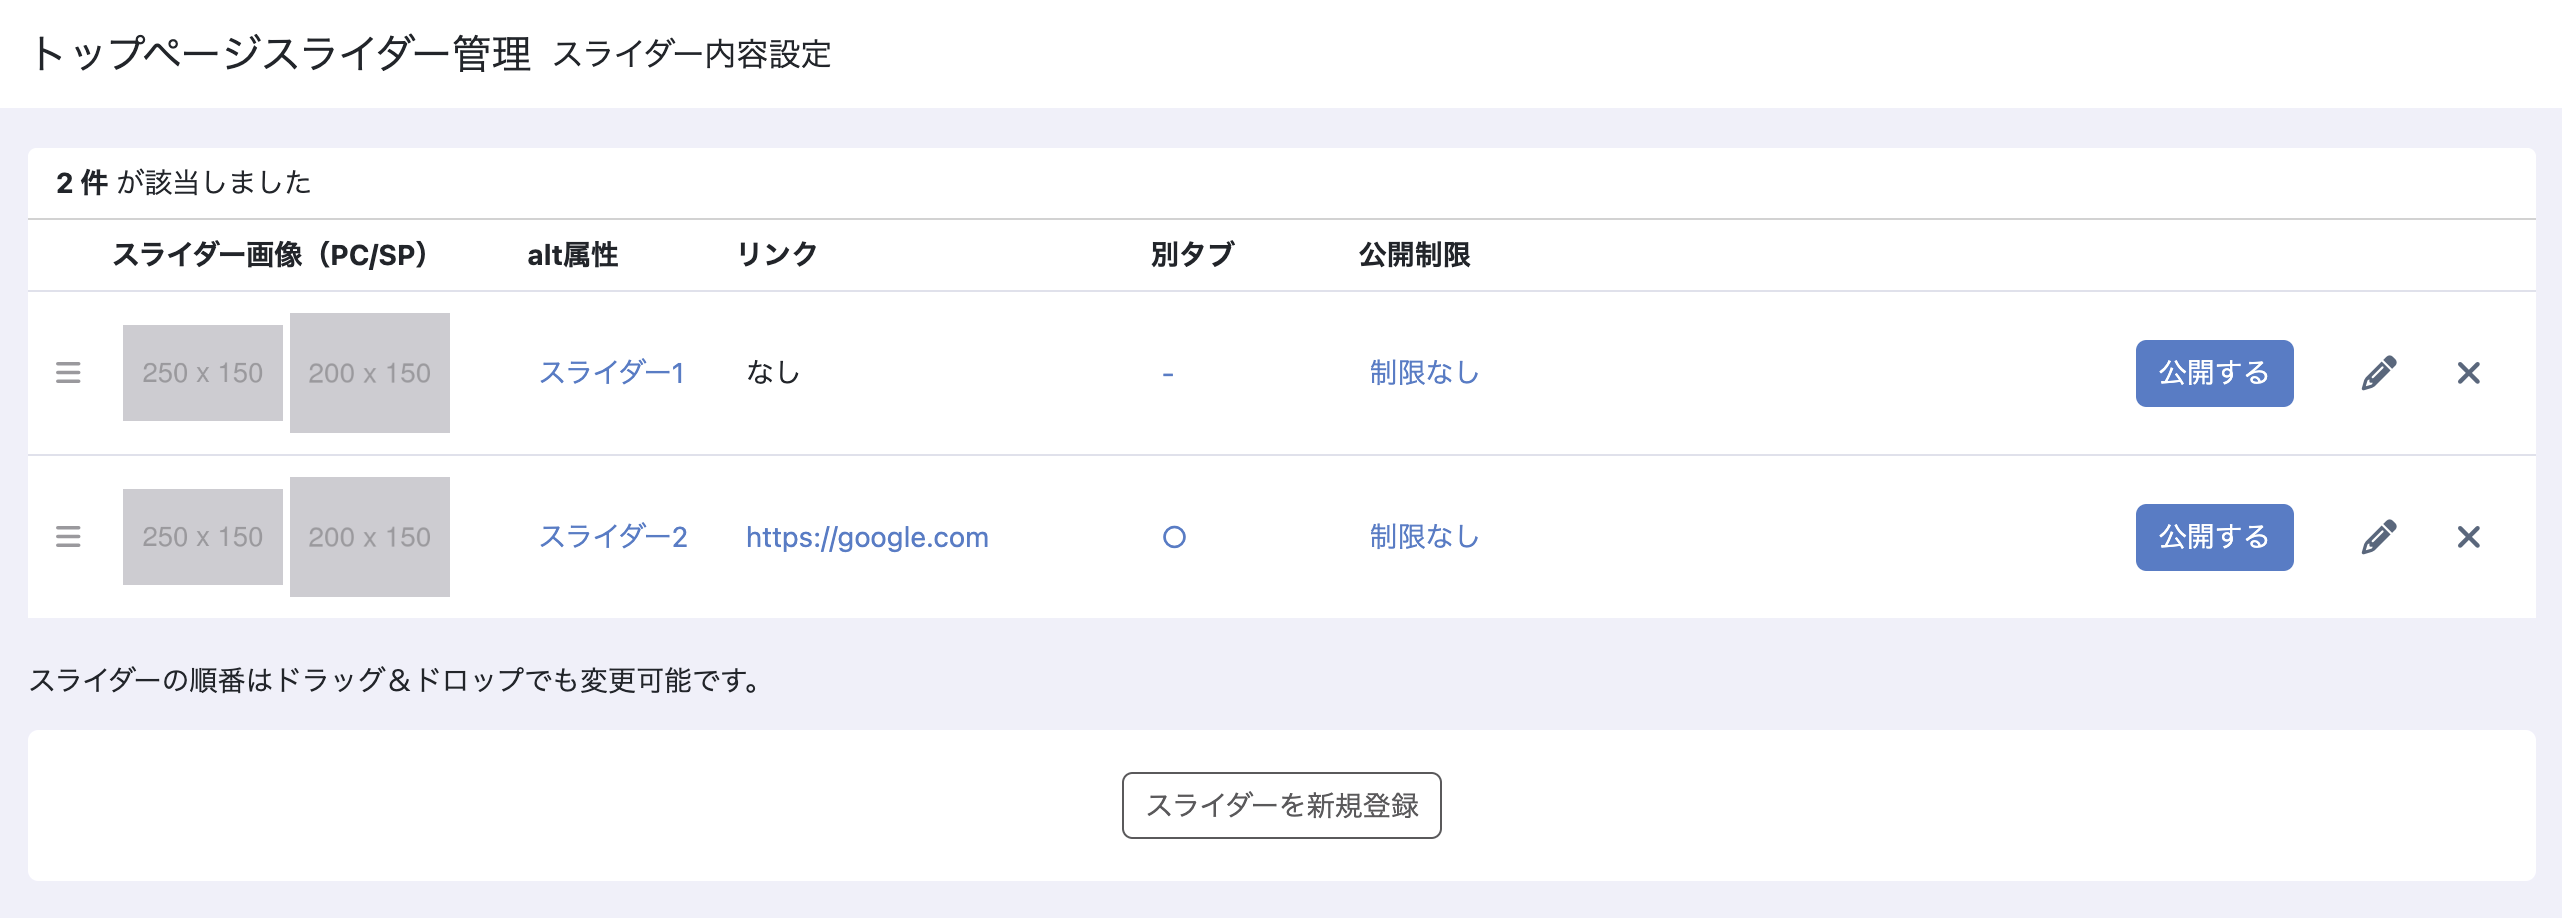 トップページスライダー管理 スライダー内容設定
2 件 が該当しました
スライダー画像（PC/SP） alt属性 リンク 別タブ 公開制限
250 x 150 200 x 150 スライダー1 なし - 制限なし 公開する
250 x 150 200 x 150 スライダー2 https://google.com ○ 制限なし 公開する
スライダーの順番はドラッグ＆ドロップでも変更可能です。
スライダーを新規登録